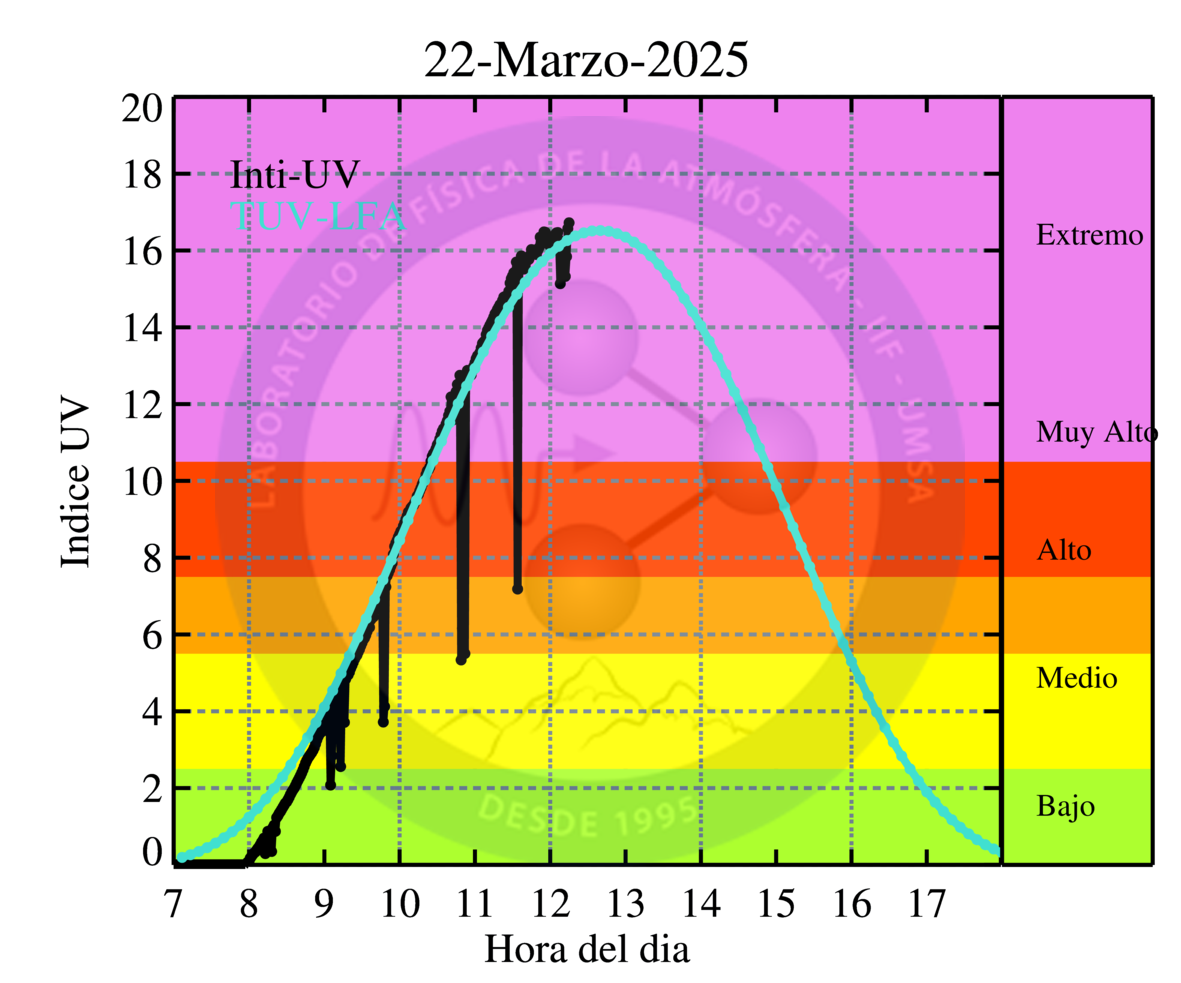 22-Marzo-2025
Inti-UV
TUV-LFA
LABORATORIO DE FÍSICA DE LA ATMÓSFERA - IIF - UMSA
DESDE 1995
Indice UV
20
18
16
14
12
10
8
6
4
2
0
Extremo
Muy Alto
Alto
Medio
Bajo
7 8 9 10 11 12 13 14 15 16 17
Hora del dia